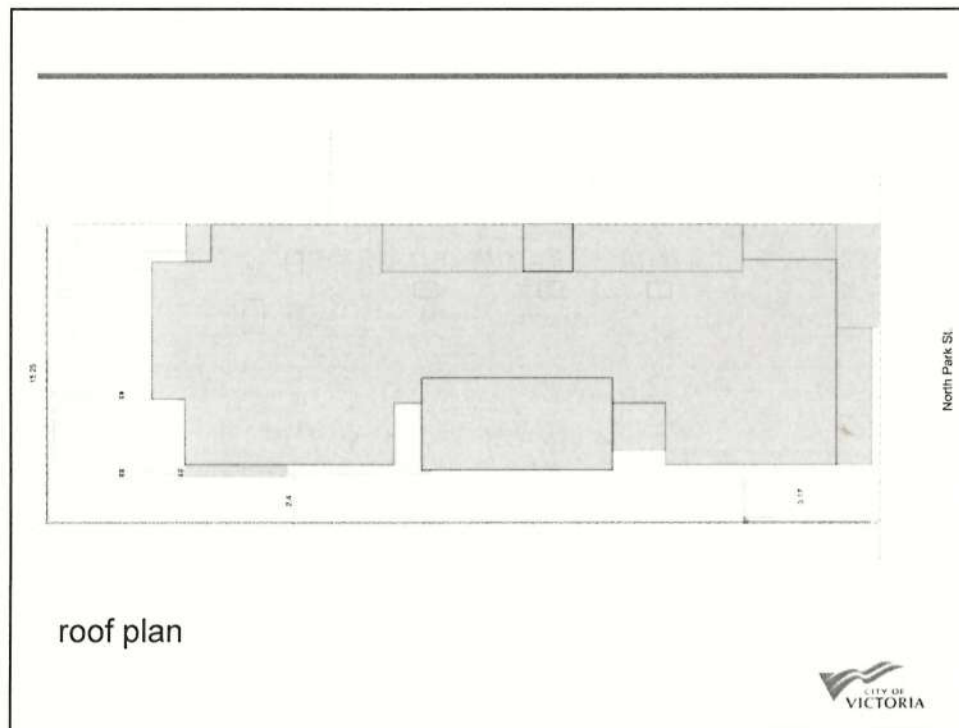 15.25
2.4
North Park St.
roof plan
CITY OF
VICTORIA